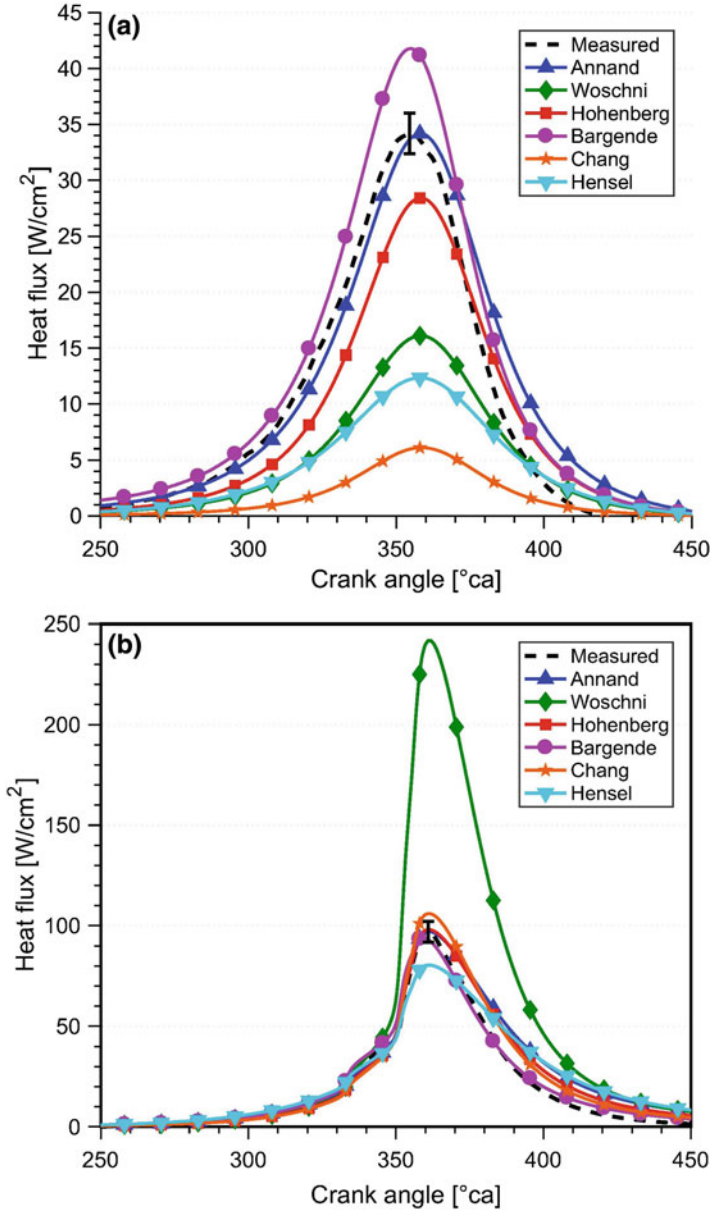 (a)
45
40
35
30
25
20
15
10
5
0
Heat flux [W/cm²]
Measured
Annand
Woschni
Hohenberg
Bargende
Chang
Hensel
250 300 350 400 450
Crank angle [°ca]
(b)
250
200
150
100
50
0
Heat flux [W/cm²]
Measured
Annand
Woschni
Hohenberg
Bargende
Chang
Hensel
250 300 350 400 450
Crank angle [°ca]